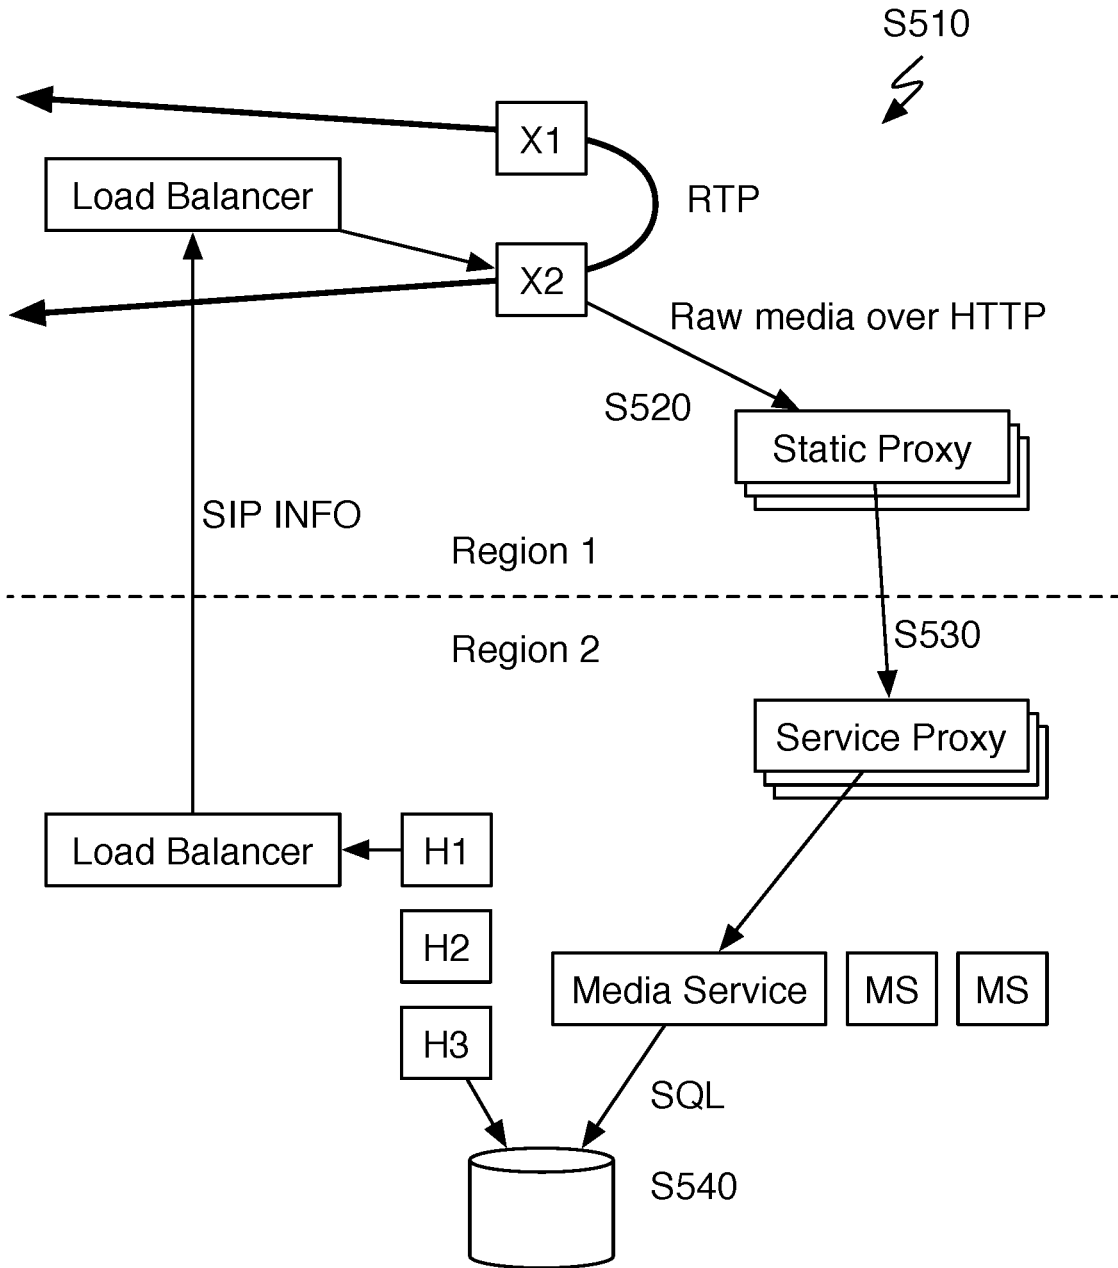 S510
X1
Load Balancer
RTP
X2
Raw media over HTTP
S520
Static Proxy
SIP INFO
Region 1
S530
Region 2
Service Proxy
Load Balancer
H1
H2
Media Service
MS
MS
H3
SQL
S540